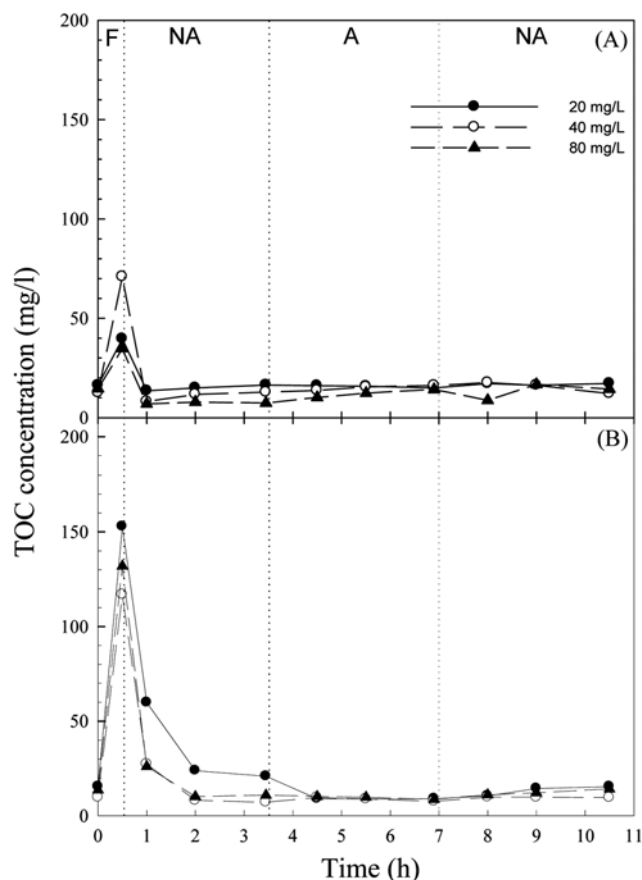 F NA A NA (A)
200
150
100
50
0
20 mg/L
40 mg/L
80 mg/L
TOC concentration (mg/l)
(B)
200
150
100
50
0
0 1 2 3 4 5 6 7 8 9 10 11
Time (h)